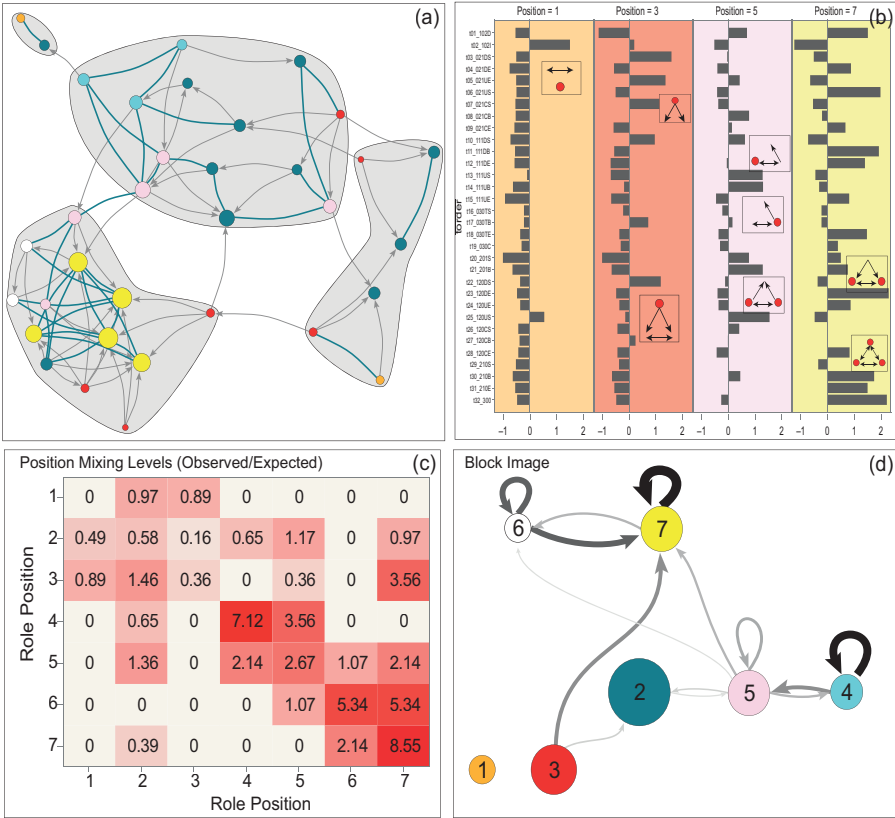 (a)
(b)
Position = 1
Position = 3
Position = 5
Position = 7
torder
t01_102D
t02_102I
t03_021DS
t04_021DE
t05_021UE
t06_021US
t07_021CS
t08_021CB
t09_021CE
t10_111DS
t11_111DB
t12_111DE
t13_111US
t14_111UB
t15_111UE
t16_030TS
t17_030TB
t18_030TE
t19_030C
t20_201S
t21_201B
t22_120DS
t23_120DE
t24_120UE
t25_120US
t26_120CS
t27_120CB
t28_120CE
t29_210S
t30_210B
t31_210E
t32_300
−1 0 1 2 −1 0 1 2 −1 0 1 2 −1 0 1 2
Position Mixing Levels (Observed/Expected)
(c)
Role Position
1 0 0.97 0.89 0 0 0 0
2 0.49 0.58 0.16 0.65 1.17 0 0.97
3 0.89 1.46 0.36 0 0.36 0 3.56
4 0 0.65 0 7.12 3.56 0 0
5 0 1.36 0 2.14 2.67 1.07 2.14
6 0 0 0 0 1.07 5.34 5.34
7 0 0.39 0 0 0 2.14 8.55
1 2 3 4 5 6 7
Role Position
Block Image
(d)
6
7
2
5
4
1
3